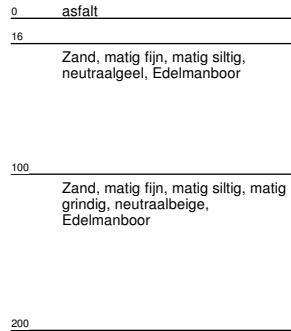 0 asfalt
16
Zand, matig fijn, matig siltig,
neutraalgeel, Edelmanboor
100
Zand, matig fijn, matig siltig, matig
grindig, neutraalbeige,
Edelmanboor
200